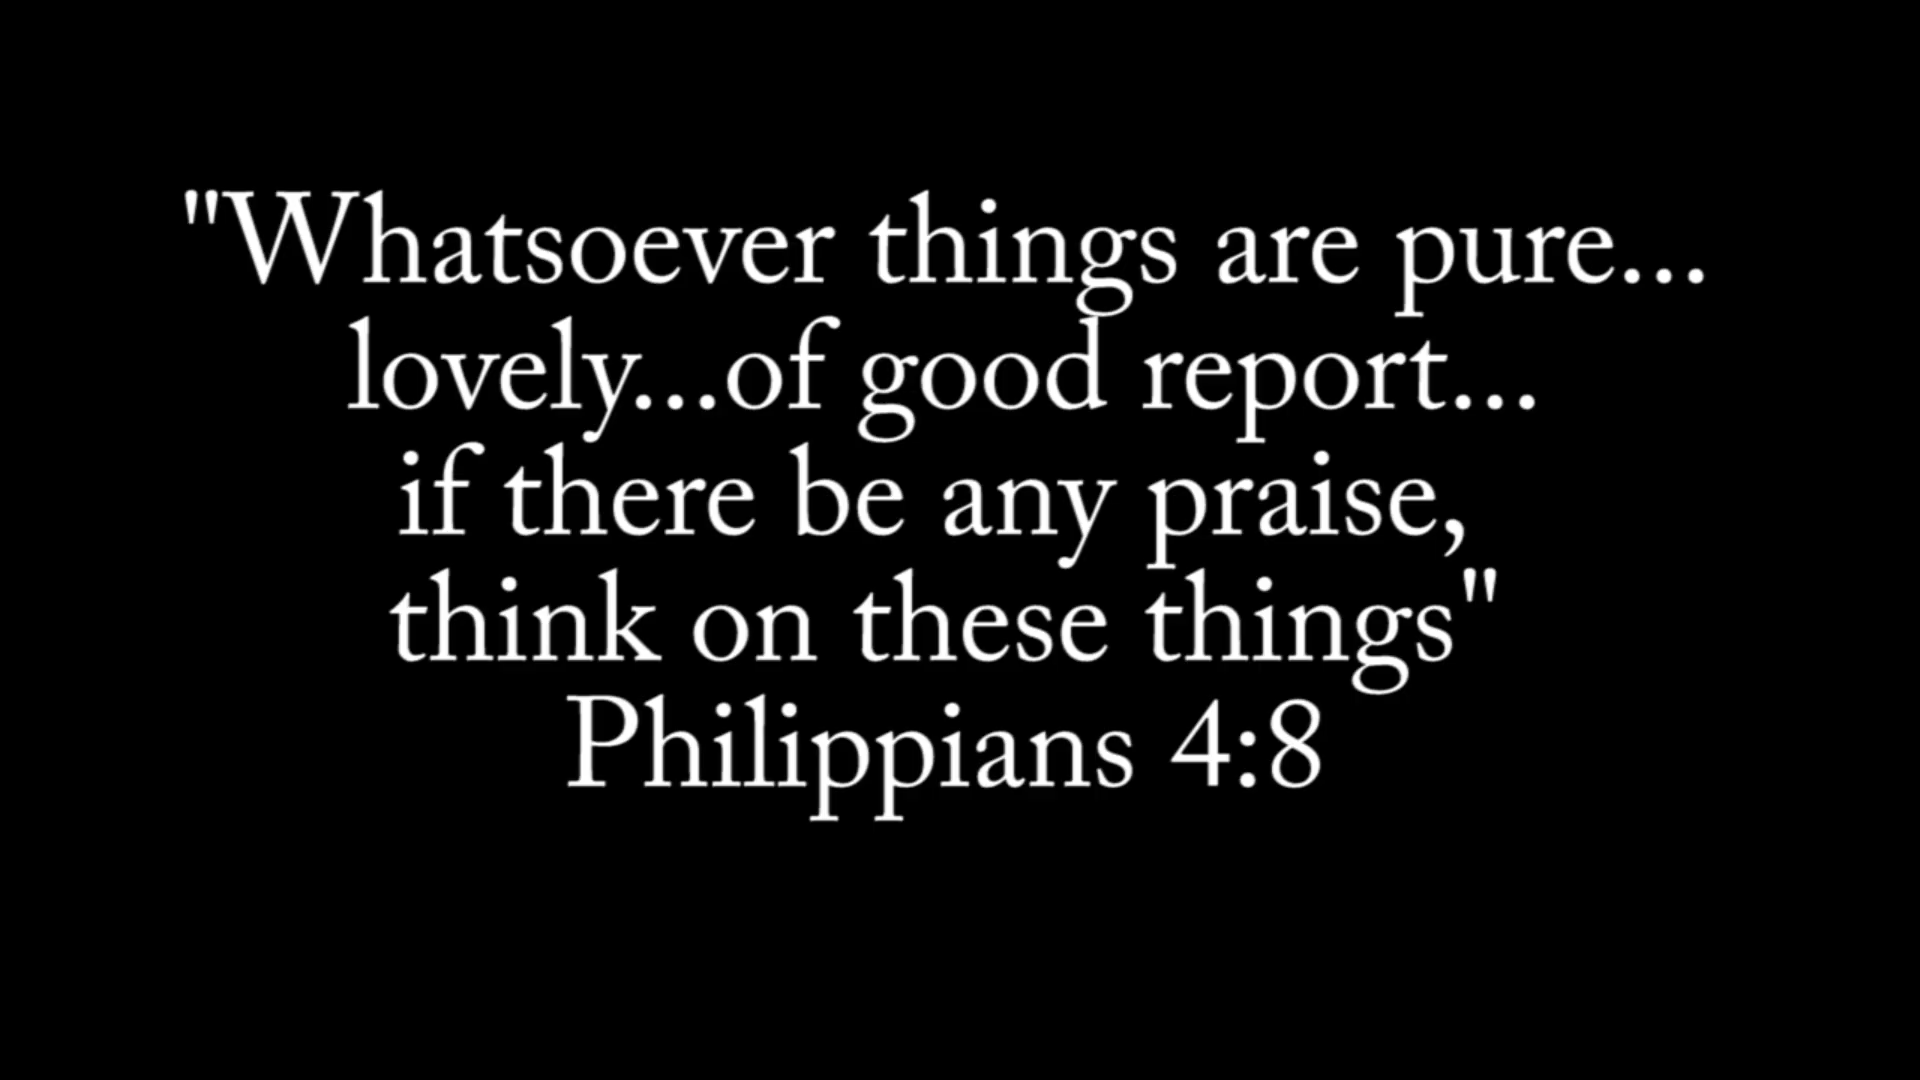 "Whatsoever things are pure...
lovely...of good report...
if there be any praise,
think on these things"
Philippians 4:8